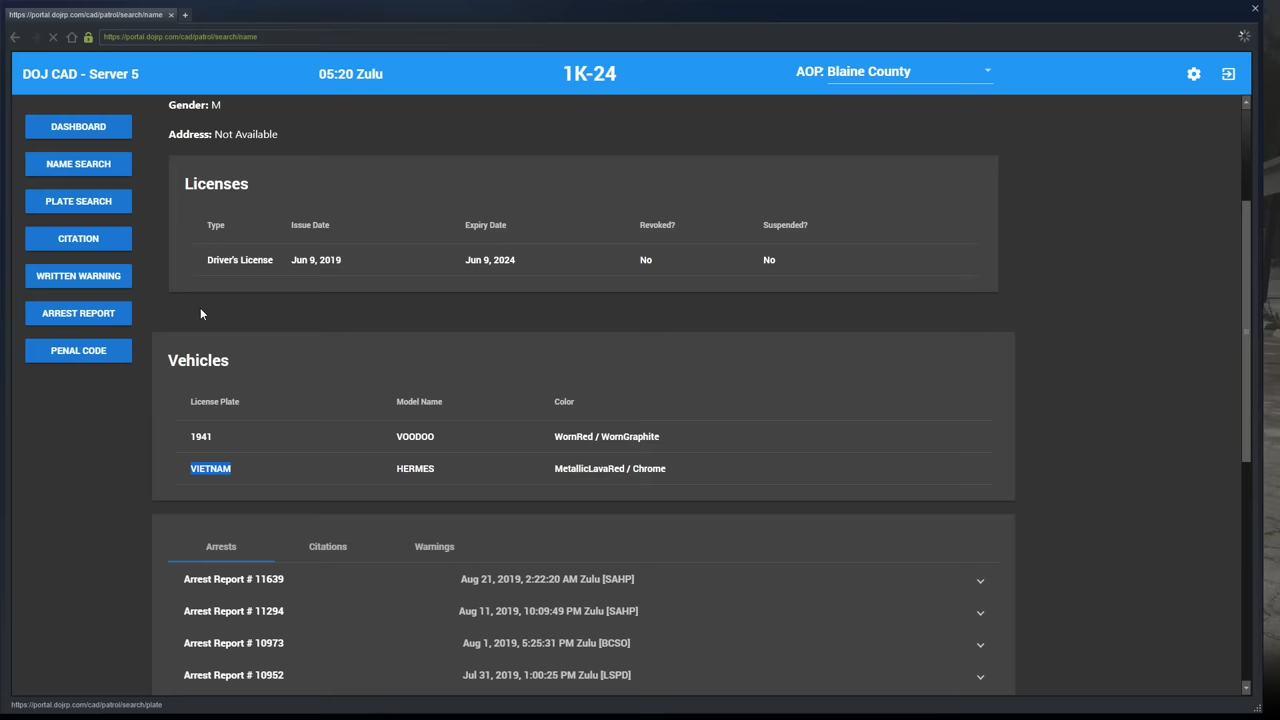 https://portal.dojrp.com/cad/patrol/search/name
https://portal.dojrp.com/cad/patrol/search/name
DOJ CAD - Server 5
05:20 Zulu
1K-24
AOP: Blaine County
Gender: M
Address: Not Available
DASHBOARD
NAME SEARCH
PLATE SEARCH
CITATION
WRITTEN WARNING
ARREST REPORT
PENAL CODE
Licenses
Type Issue Date Expiry Date Revoked? Suspended?
Driver's License Jun 9, 2019 Jun 9, 2024 No No
Vehicles
License Plate Model Name Color
1941 VOODOO WornRed / WornGraphite
VIETNAM HERMES MetallicLavaRed / Chrome
Arrests Citations Warnings
Arrest Report # 11639 Aug 21, 2019, 2:22:20 AM Zulu [SAHP]
Arrest Report # 11294 Aug 11, 2019, 10:09:49 PM Zulu [SAHP]
Arrest Report # 10973 Aug 1, 2019, 5:25:31 PM Zulu [BCSO]
Arrest Report # 10952 Jul 31, 2019, 1:00:25 PM Zulu [LSPD]
https://portal.dojrp.com/cad/patrol/search/plate